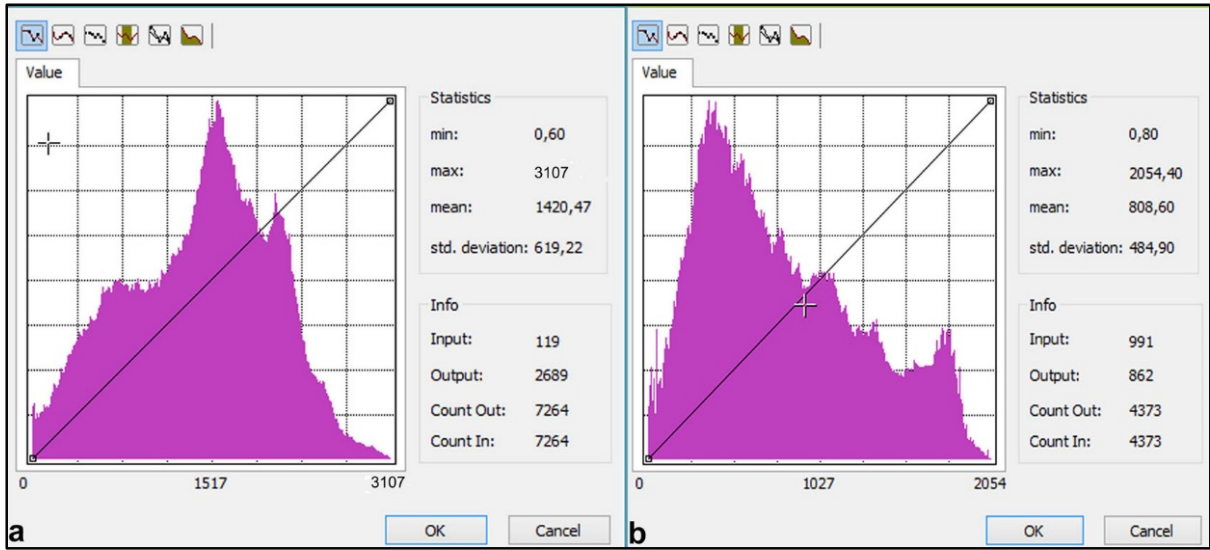 Value
Statistics
min: 0,60
max: 3107
mean: 1420,47
std. deviation: 619,22
Info
Input: 119
Output: 2689
Count Out: 7264
Count In: 7264
0 1517 3107
OK Cancel
a
Value
Statistics
min: 0,80
max: 2054,40
mean: 808,60
std. deviation: 484,90
Info
Input: 991
Output: 862
Count Out: 4373
Count In: 4373
0 1027 2054
OK Cancel
b